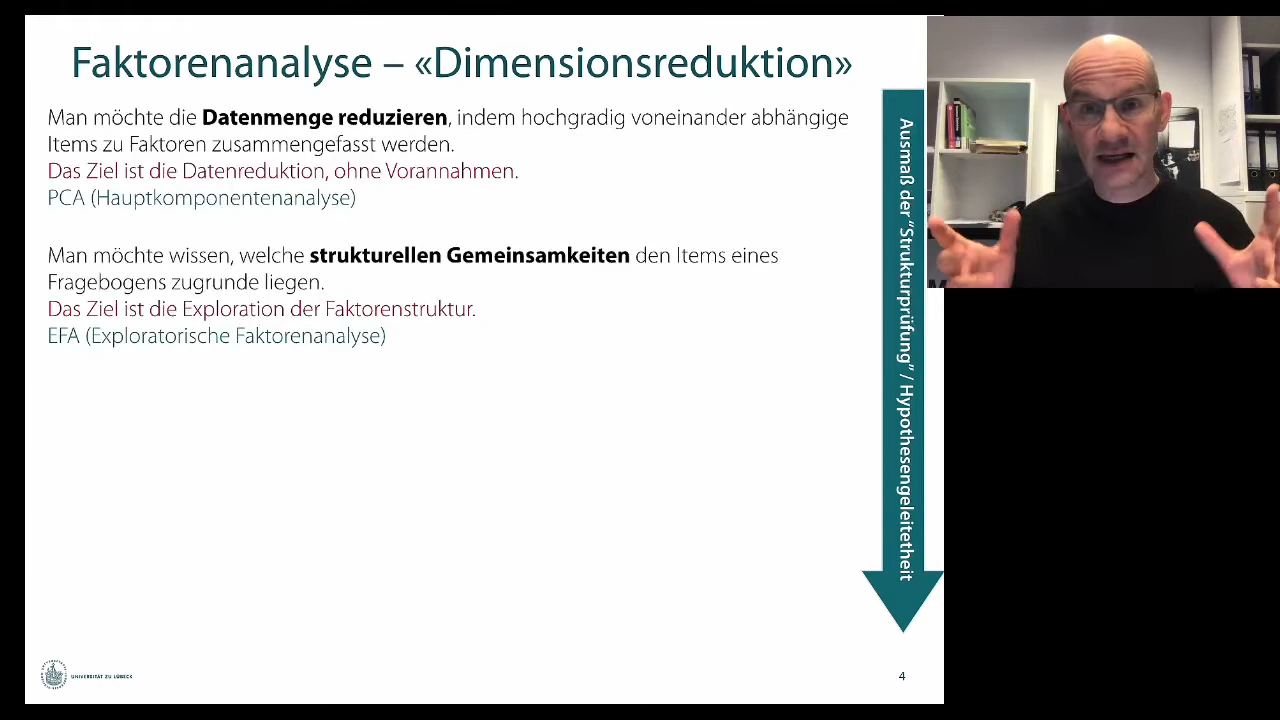 Faktorenanalyse – «Dimensionsreduktion»
Man möchte die Datenmenge reduzieren, indem hochgradig voneinander abhängige
Items zu Faktoren zusammengefasst werden.
Das Ziel ist die Datenreduktion, ohne Vorannahmen.
PCA (Hauptkomponentenanalyse)
Man möchte wissen, welche strukturellen Gemeinsamkeiten den Items eines
Fragebogens zugrunde liegen.
Das Ziel ist die Exploration der Faktorenstruktur.
EFA (Exploratorische Faktorenanalyse)
Ausmaß der "Strukturprüfung" / Hypothesengeleitetheit
UNIVERSITÄT ZU LÜBECK
4